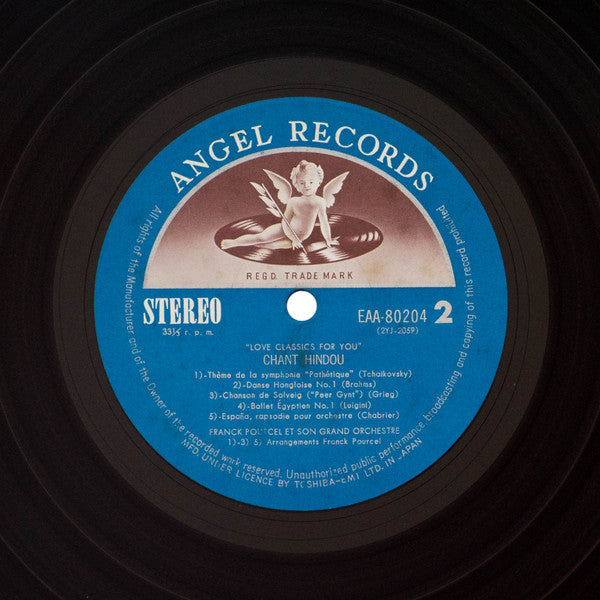 ANGEL RECORDS
REGD. TRADE MARK
STEREO
33⅓ r. p. m.
EAA-80204 2
(2YJ-2059)
"LOVE CLASSICS FOR YOU"
CHANT HINDOU
1)-Thème de la symphonie "Pathétique" (Tchaikovsky)
2)-Danse Hongloise No. 1 (Brahms)
3)-Chanson de Solveig ("Peer Gynt") (Grieg)
4)-Ballet Égyptien No. 1 (Luigini)
5)-España, rapsodie pour orchestre (Chabrier)
FRANCK POURCEL ET SON GRAND ORCHESTRE
1)-3) 5) Arrangements Franck Pourcel
All rights of the Manufacturer and of the Owner of the recorded work reserved. Unauthorized public performance, broadcasting and copying of this record prohibited
MFD. UNDER LICENCE BY TOSHIBA-EMI LTD. IN JAPAN